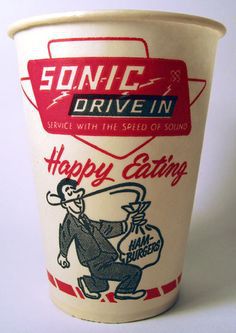 SONIC
DRIVE IN
SERVICE WITH THE SPEED OF SOUND
Happy Eating
HAM-
BURGERS